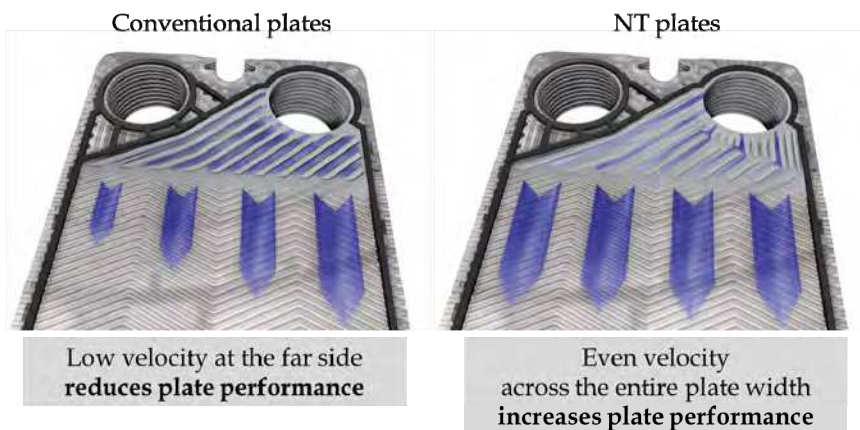 Conventional plates
NT plates
Low velocity at the far side
reduces plate performance
Even velocity
across the entire plate width
increases plate performance